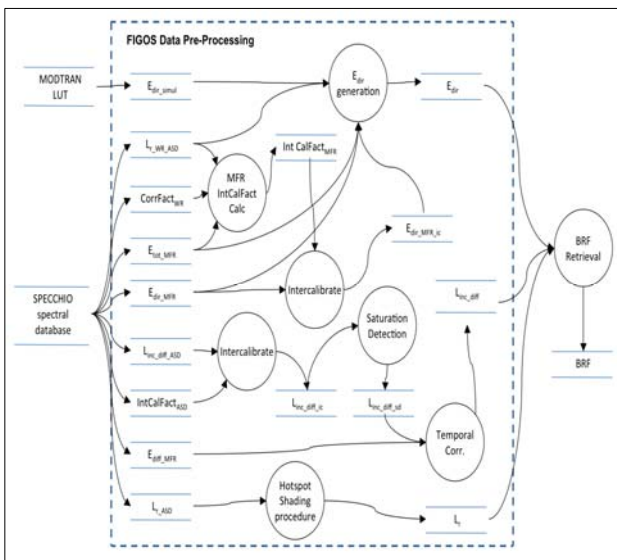 FIGOS Data Pre-Processing
MODTRAN
LUT
E_dir_simul
E_dir
generation
E_dir
L_r_WR_ASD
Int CalFact_MFR
CorrFact_WR
MFR
IntCalFact
Calc
E_dir_MFR_ic
E_tot_MFR
BRF
Retrieval
SPECCHIO
spectral
database
E_dir_MFR
Intercalibrate
L_inc_diff
Saturation
Detection
L_inc_diff_ASD
Intercalibrate
BRF
IntCalFact_ASD
L_inc_diff_ic
L_inc_diff_sd
E_diff_MFR
Temporal
Corr.
L_r_ASD
Hotspot
Shading
procedure
L_r